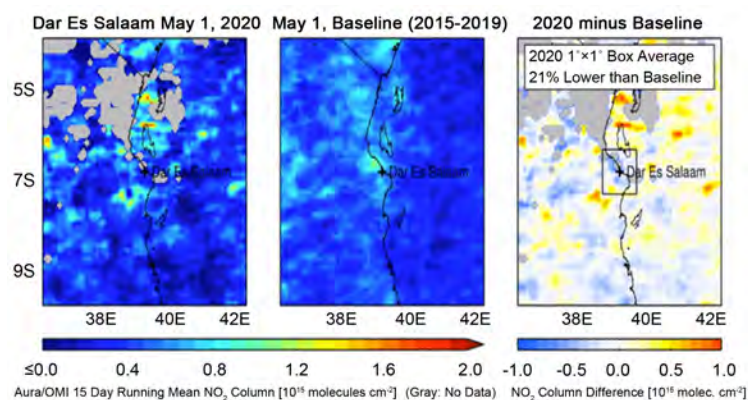 Dar Es Salaam May 1, 2020
May 1, Baseline (2015-2019)
2020 minus Baseline
2020 1°×1° Box Average
21% Lower than Baseline
5S
7S
9S
Dar Es Salaam
Dar Es Salaam
Dar Es Salaam
38E 40E 42E
38E 40E 42E
38E 40E 42E
≤0.0 0.4 0.8 1.2 1.6 2.0
-1.0 -0.5 0.0 0.5 1.0
Aura/OMI 15 Day Running Mean NO₂ Column [10¹⁵ molecules cm⁻²] (Gray: No Data)
NO₂ Column Difference [10¹⁵ molec. cm⁻²]